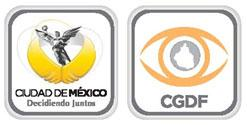 CIUDAD DE MÉXICO
Decidiendo Juntos
CGDF